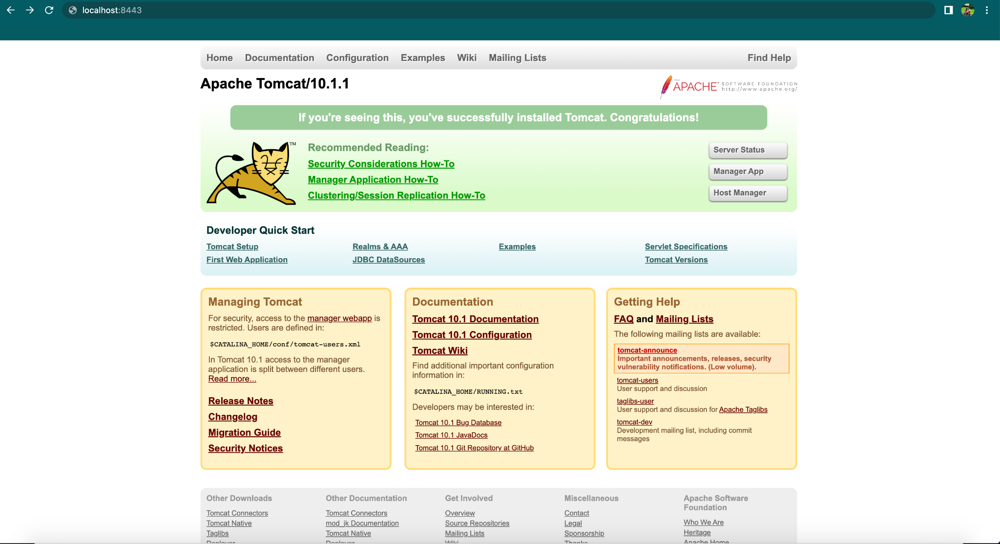 localhost:8443
Home Documentation Configuration Examples Wiki Mailing Lists Find Help
Apache Tomcat/10.1.1
THE
APACHE™ SOFTWARE FOUNDATION
http://www.apache.org/
If you're seeing this, you've successfully installed Tomcat. Congratulations!
TM
Recommended Reading:
Security Considerations How-To
Manager Application How-To
Clustering/Session Replication How-To
Server Status
Manager App
Host Manager
Developer Quick Start
Tomcat Setup
First Web Application
Realms & AAA
JDBC DataSources
Examples
Servlet Specifications
Tomcat Versions
Managing Tomcat
For security, access to the manager webapp is
restricted. Users are defined in:
$CATALINA_HOME/conf/tomcat-users.xml
In Tomcat 10.1 access to the manager
application is split between different users.
Read more...
Release Notes
Changelog
Migration Guide
Security Notices
Documentation
Tomcat 10.1 Documentation
Tomcat 10.1 Configuration
Tomcat Wiki
Find additional important configuration
information in:
$CATALINA_HOME/RUNNING.txt
Developers may be interested in:
Tomcat 10.1 Bug Database
Tomcat 10.1 JavaDocs
Tomcat 10.1 Git Repository at GitHub
Getting Help
FAQ and Mailing Lists
The following mailing lists are available:
tomcat-announce
Important announcements, releases, security
vulnerability notifications. (Low volume).
tomcat-users
User support and discussion
taglibs-user
User support and discussion for Apache Taglibs
tomcat-dev
Development mailing list, including commit
messages
Other Downloads
Tomcat Connectors
Tomcat Native
Taglibs
Deployer
Other Documentation
Tomcat Connectors
mod_jk Documentation
Tomcat Native
Deployer
Get Involved
Overview
Source Repositories
Mailing Lists
Wiki
Miscellaneous
Contact
Legal
Sponsorship
Thanks
Apache Software
Foundation
Who We Are
Heritage
Apache Home